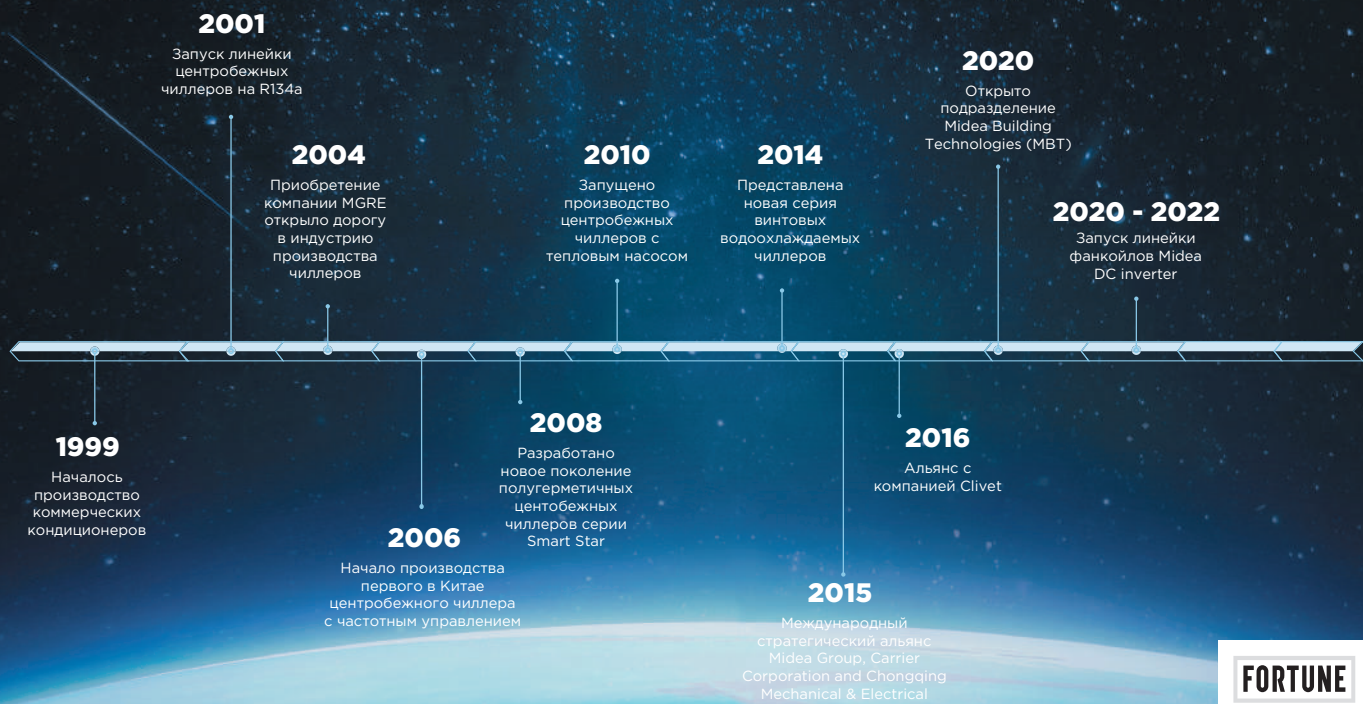 2001
Запуск линейки
центробежных
чиллеров на R134a
2004
Приобретение
компании MGRE
открыло дорогу
в индустрию
производства
чиллеров
2010
Запущено
производство
центробежных
чиллеров с
тепловым насосом
2014
Представлена
новая серия
винтовых
водоохлаждаемых
чиллеров
2020
Открыто
подразделение
Midea Building
Technologies (MBT)
2020 - 2022
Запуск линейки
фанкойлов Midea
DC inverter
1999
Началось
производство
коммерческих
кондиционеров
2006
Начало производства
первого в Китае
центробежного чиллера
с частотным управлением
2008
Разработано
новое поколение
полугерметичных
центобежных
чиллеров серии
Smart Star
2015
Международный
стратегический альянс
Midea Group, Carrier
Corporation and Chongqing
Mechanical & Electrical
2016
Альянс с
компанией Clivet
FORTUNE